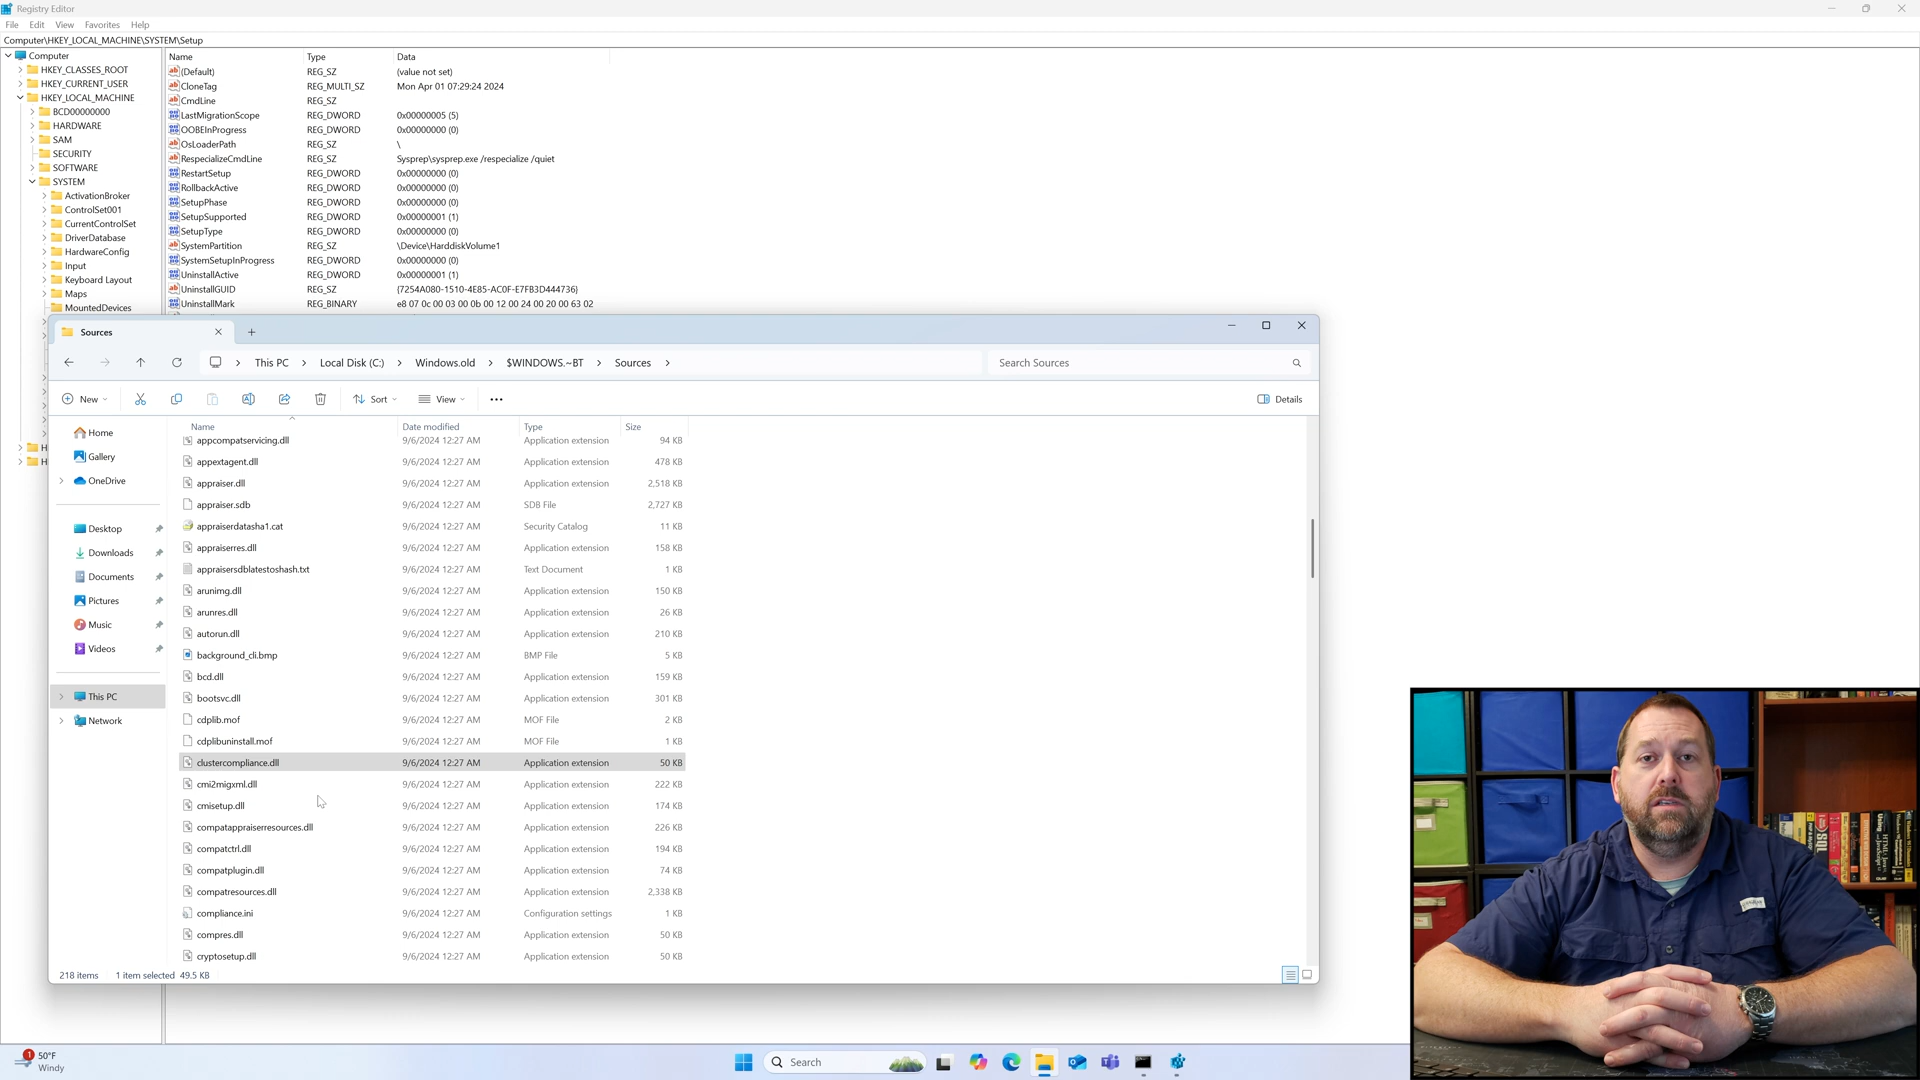 Registry Editor
File Edit View Favorites Help
Computer\HKEY_LOCAL_MACHINE\SYSTEM\Setup
Computer
HKEY_CLASSES_ROOT
HKEY_CURRENT_USER
HKEY_LOCAL_MACHINE
BCD00000000
HARDWARE
SAM
SECURITY
SOFTWARE
SYSTEM
ActivationBroker
ControlSet001
CurrentControlSet
DriverDatabase
HardwareConfig
Input
Keyboard Layout
Maps
MountedDevices
H
H
Name Type Data
(Default) REG_SZ (value not set)
CloneTag REG_MULTI_SZ Mon Apr 01 07:29:24 2024
CmdLine REG_SZ
LastMigrationScope REG_DWORD 0x00000005 (5)
OOBEInProgress REG_DWORD 0x00000000 (0)
OsLoaderPath REG_SZ \
RespecializeCmdLine REG_SZ Sysprep\sysprep.exe /respecialize /quiet
RestartSetup REG_DWORD 0x00000000 (0)
RollbackActive REG_DWORD 0x00000000 (0)
SetupPhase REG_DWORD 0x00000000 (0)
SetupSupported REG_DWORD 0x00000001 (1)
SetupType REG_DWORD 0x00000000 (0)
SystemPartition REG_SZ \Device\HarddiskVolume1
SystemSetupInProgress REG_DWORD 0x00000000 (0)
UninstallActive REG_DWORD 0x00000001 (1)
UninstallGUID REG_SZ {7254A080-1510-4E85-AC0F-E7FB3D444736}
UninstallMark REG_BINARY e8 07 0c 00 03 00 0b 00 12 00 24 00 20 00 63 02
Sources
This PC > Local Disk (C:) > Windows.old > $WINDOWS.~BT > Sources >
Search Sources
New Sort View ... Details
Home
Gallery
OneDrive
Desktop
Downloads
Documents
Pictures
Music
Videos
This PC
Network
Name Date modified Type Size
appcompatservicing.dll 9/6/2024 12:27 AM Application extension 94 KB
appextagent.dll 9/6/2024 12:27 AM Application extension 478 KB
appraiser.dll 9/6/2024 12:27 AM Application extension 2,518 KB
appraiser.sdb 9/6/2024 12:27 AM SDB File 2,727 KB
appraiserdatasha1.cat 9/6/2024 12:27 AM Security Catalog 11 KB
appraiserres.dll 9/6/2024 12:27 AM Application extension 158 KB
appraisersdblatestoshash.txt 9/6/2024 12:27 AM Text Document 1 KB
arunimg.dll 9/6/2024 12:27 AM Application extension 150 KB
arunres.dll 9/6/2024 12:27 AM Application extension 26 KB
autorun.dll 9/6/2024 12:27 AM Application extension 210 KB
background_cli.bmp 9/6/2024 12:27 AM BMP File 5 KB
bcd.dll 9/6/2024 12:27 AM Application extension 159 KB
bootsvc.dll 9/6/2024 12:27 AM Application extension 301 KB
cdplib.mof 9/6/2024 12:27 AM MOF File 2 KB
cdplibuninstall.mof 9/6/2024 12:27 AM MOF File 1 KB
clustercompliance.dll 9/6/2024 12:27 AM Application extension 50 KB
cmi2migxml.dll 9/6/2024 12:27 AM Application extension 222 KB
cmisetup.dll 9/6/2024 12:27 AM Application extension 174 KB
compatappraiserresources.dll 9/6/2024 12:27 AM Application extension 226 KB
compatctrl.dll 9/6/2024 12:27 AM Application extension 194 KB
compatplugin.dll 9/6/2024 12:27 AM Application extension 74 KB
compatresources.dll 9/6/2024 12:27 AM Application extension 2,338 KB
compliance.ini 9/6/2024 12:27 AM Configuration settings 1 KB
compres.dll 9/6/2024 12:27 AM Application extension 50 KB
cryptosetup.dll 9/6/2024 12:27 AM Application extension 50 KB
218 items 1 item selected 49.5 KB
SQL
1
50°F
Windy
Search